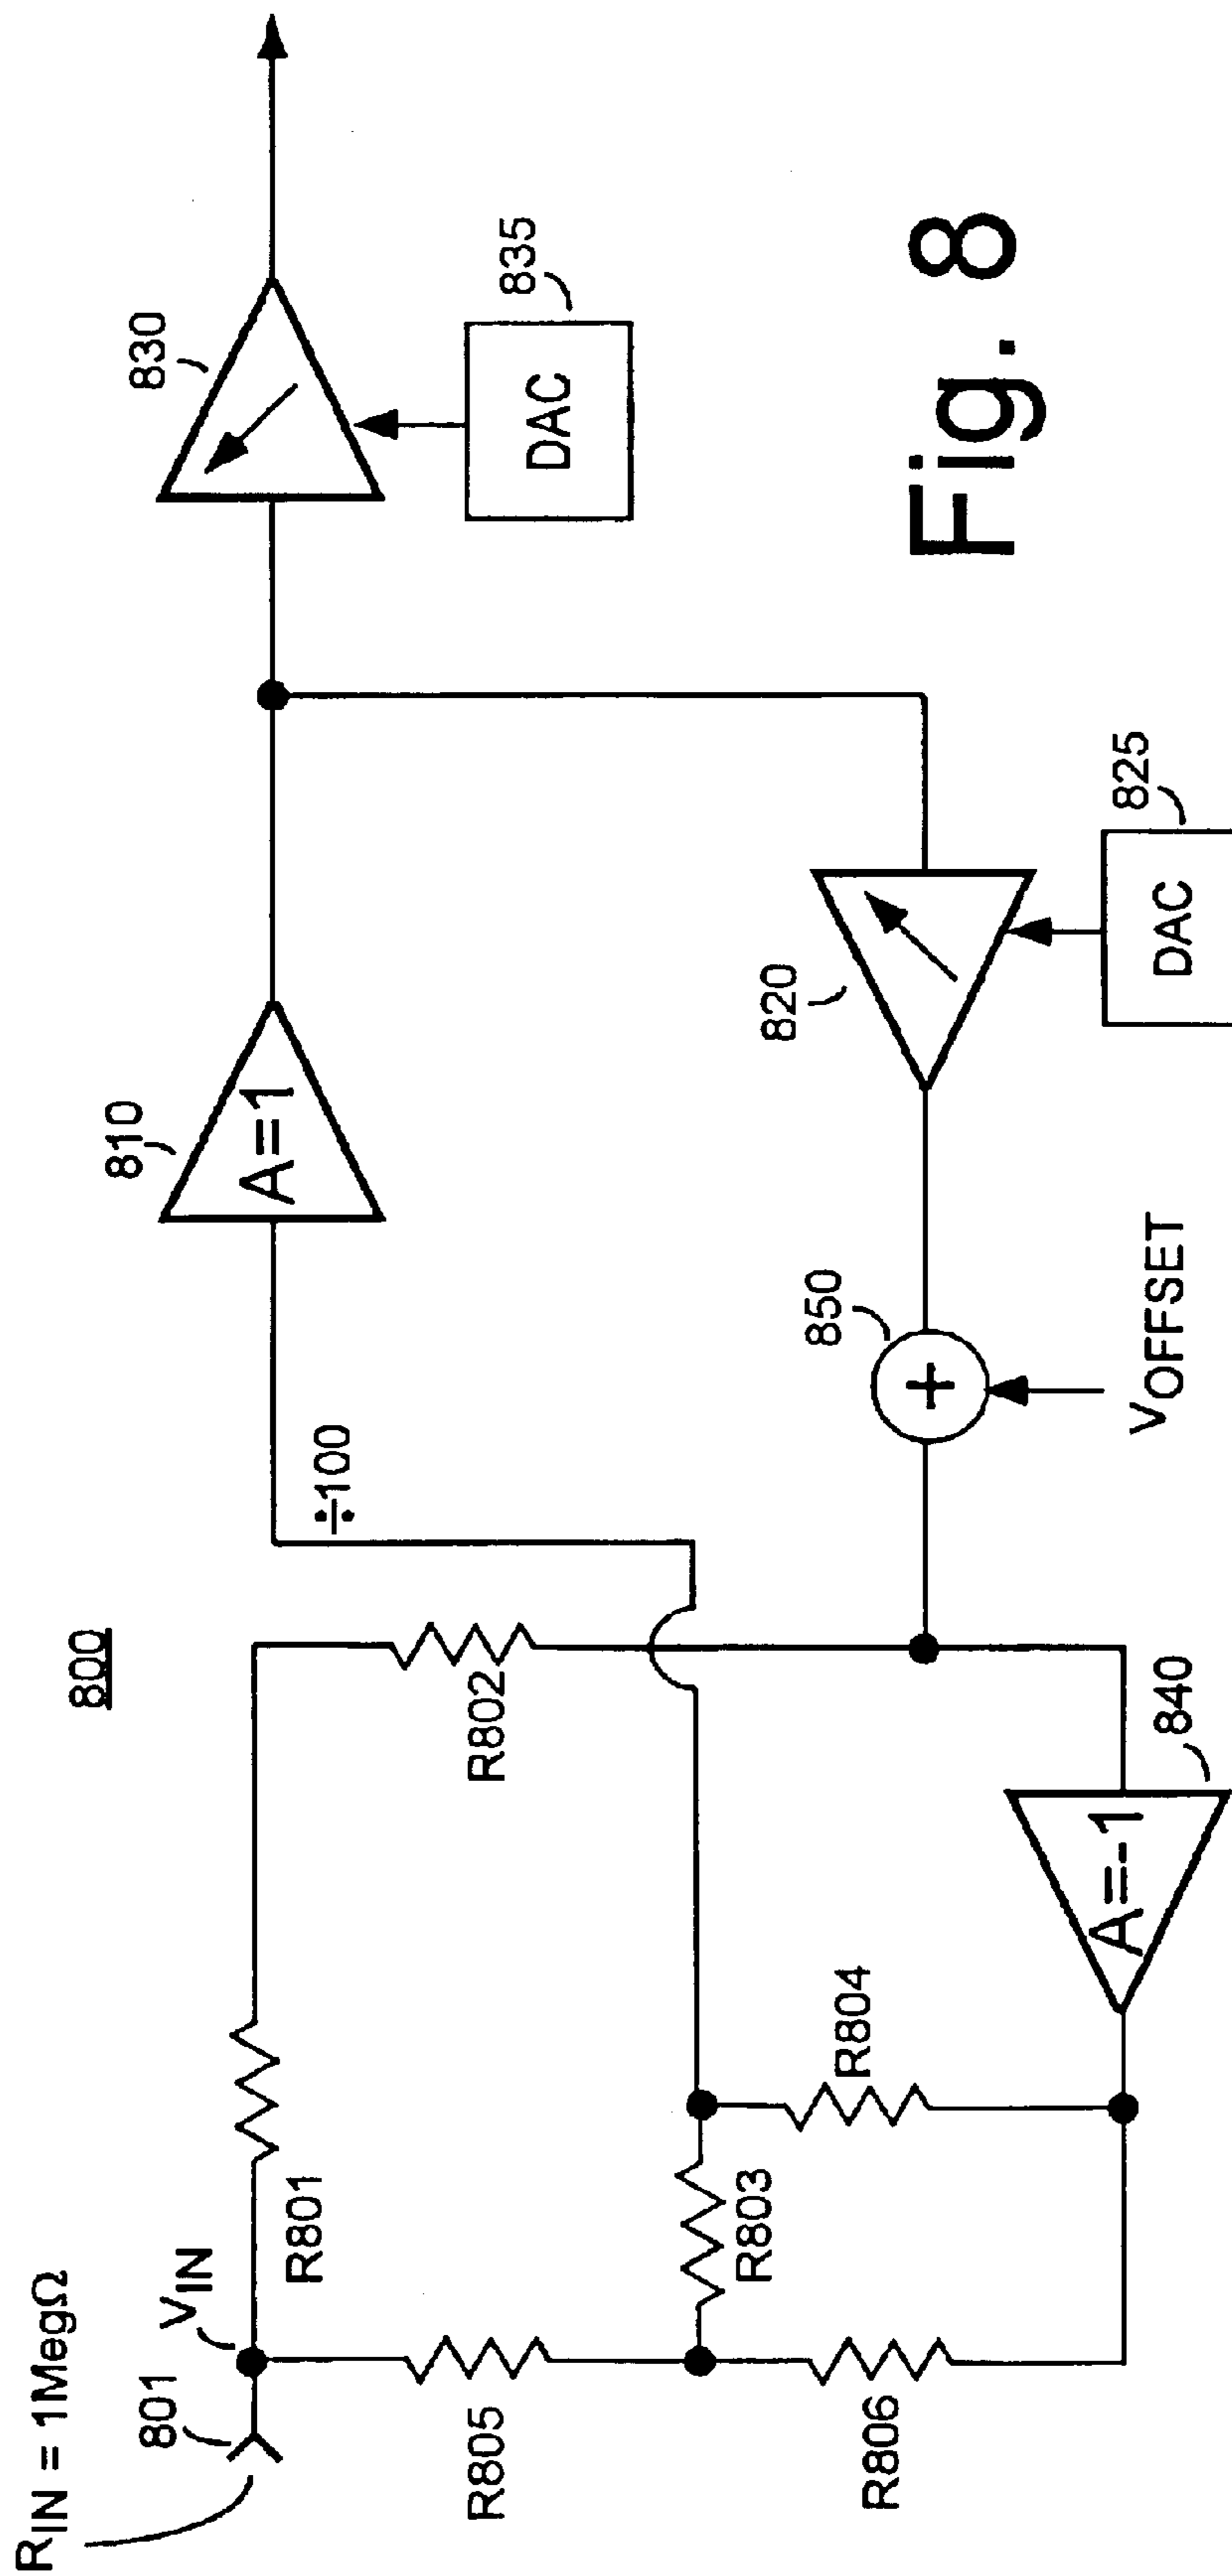 800
R_IN = 1MegΩ
801
V_IN
R801
R802
R805
R803
R804
R806
÷100
810
A=1
830
835
DAC
820
825
DAC
850
+
V_OFFSET
840
A=-1
Fig. 8